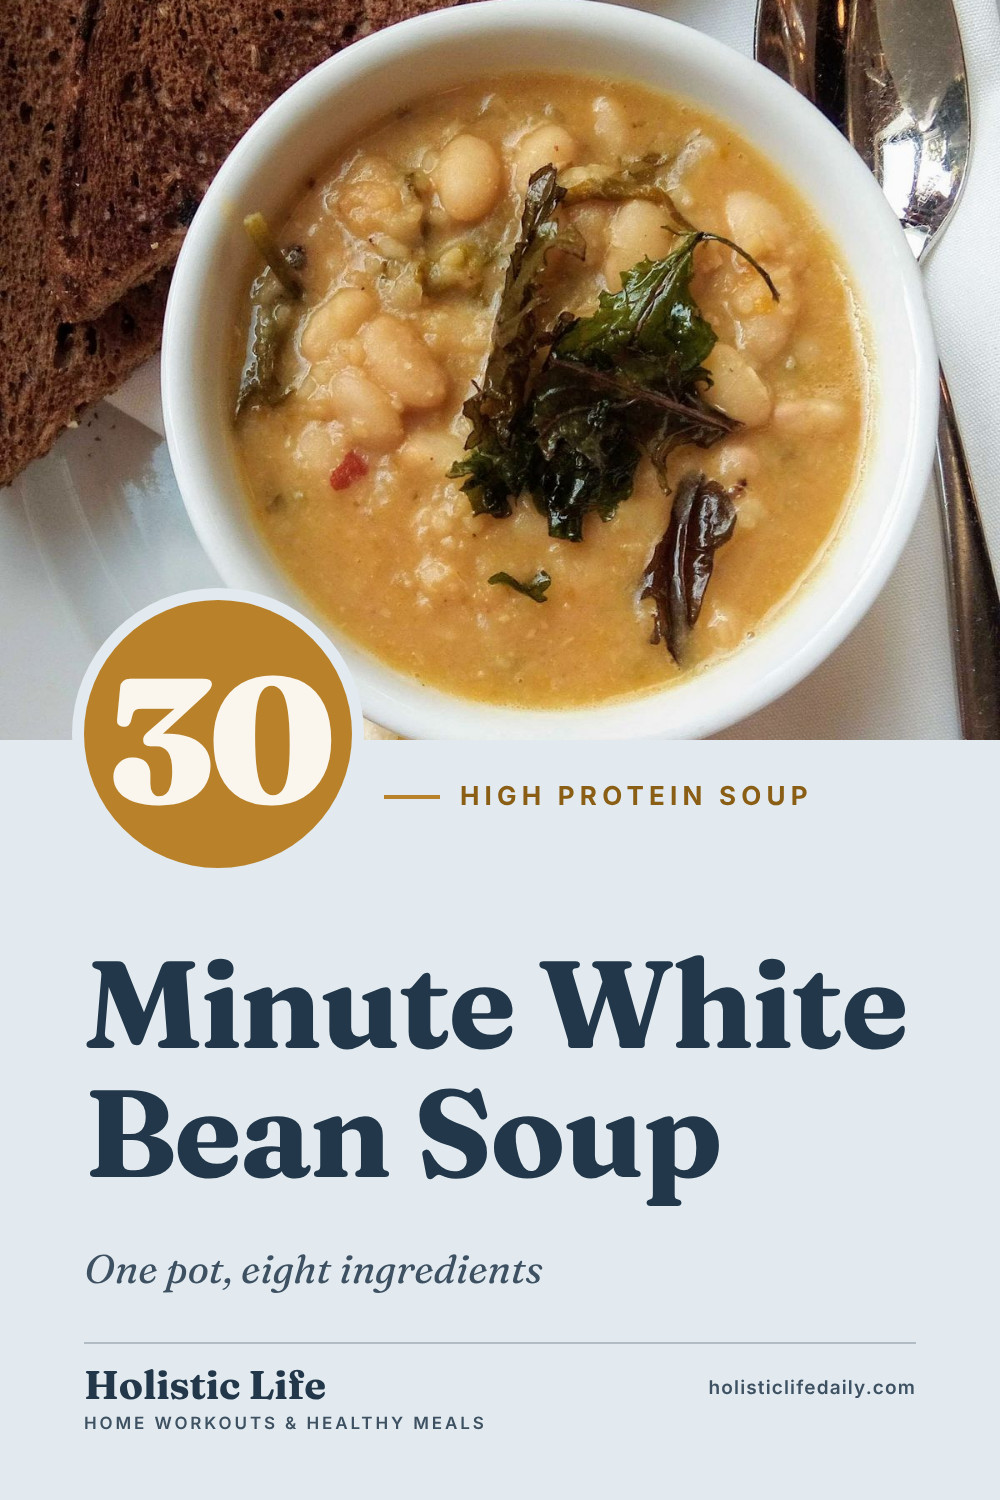 30
HIGH PROTEIN SOUP
Minute White
Bean Soup
One pot, eight ingredients
Holistic Life
HOME WORKOUTS & HEALTHY MEALS
holisticlifedaily.com